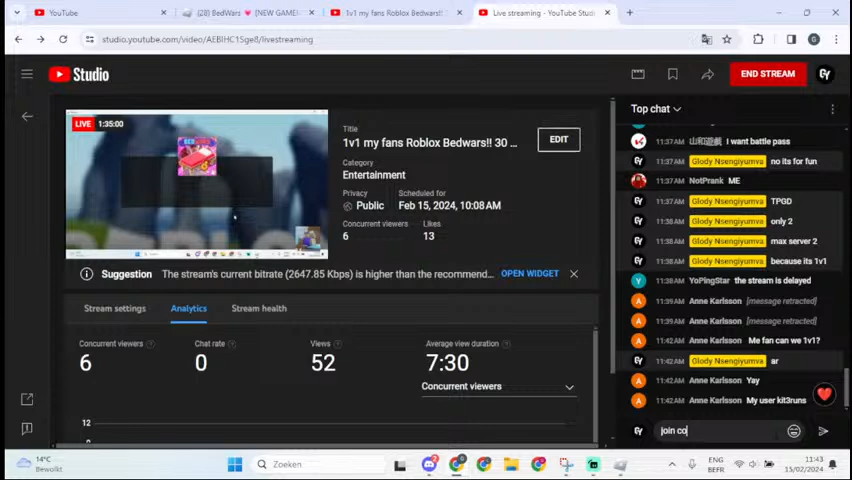 YouTube
(28) BedWars [NEW GAME!
1v1 my fans Roblox Bedwars!!
Live streaming - YouTube Studi
studio.youtube.com/video/AEBIHC1Sge8/livestreaming
Studio
END STREAM
GY
LIVE 1:35:00
Title
1v1 my fans Roblox Bedwars!! 30 ...
EDIT
Category
Entertainment
Privacy
Public
Scheduled for
Feb 15, 2024, 10:08 AM
Concurrent viewers
6
Likes
13
Suggestion The stream's current bitrate (2647.85 Kbps) is higher than the recommend... OPEN WIDGET
Stream settings
Analytics
Stream health
Concurrent viewers
6
Chat rate
0
Views
52
Average view duration
7:30
Concurrent viewers
12
Top chat
11:37 AM 山和遊戲 I want battle pass
11:37 AM Glody Nsengiyumva no its for fun
11:37 AM NotPrank ME
11:37 AM Glody Nsengiyumva TPGD
11:38 AM Glody Nsengiyumva only 2
11:38 AM Glody Nsengiyumva max server 2
11:38 AM Glody Nsengiyumva because its 1v1
11:38 AM YoPingStar the stream is delayed
11:39 AM Anne Karlsson [message retracted]
11:39 AM Anne Karlsson [message retracted]
11:42 AM Anne Karlsson Me fan can we 1v1?
11:42 AM Glody Nsengiyumva ar
11:42 AM Anne Karlsson Yay
11:42 AM Anne Karlsson My user kit3runs
GY join co
14°C
Bewolkt
Zoeken
ENG
BEFR
11:43
15/02/2024